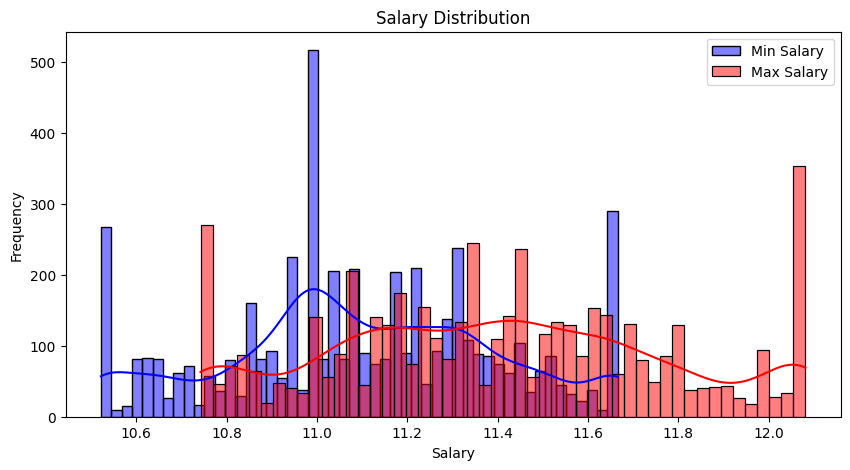 Salary Distribution
Min Salary
Max Salary
500
400
300
200
100
0
Frequency
10.6 10.8 11.0 11.2 11.4 11.6 11.8 12.0
Salary